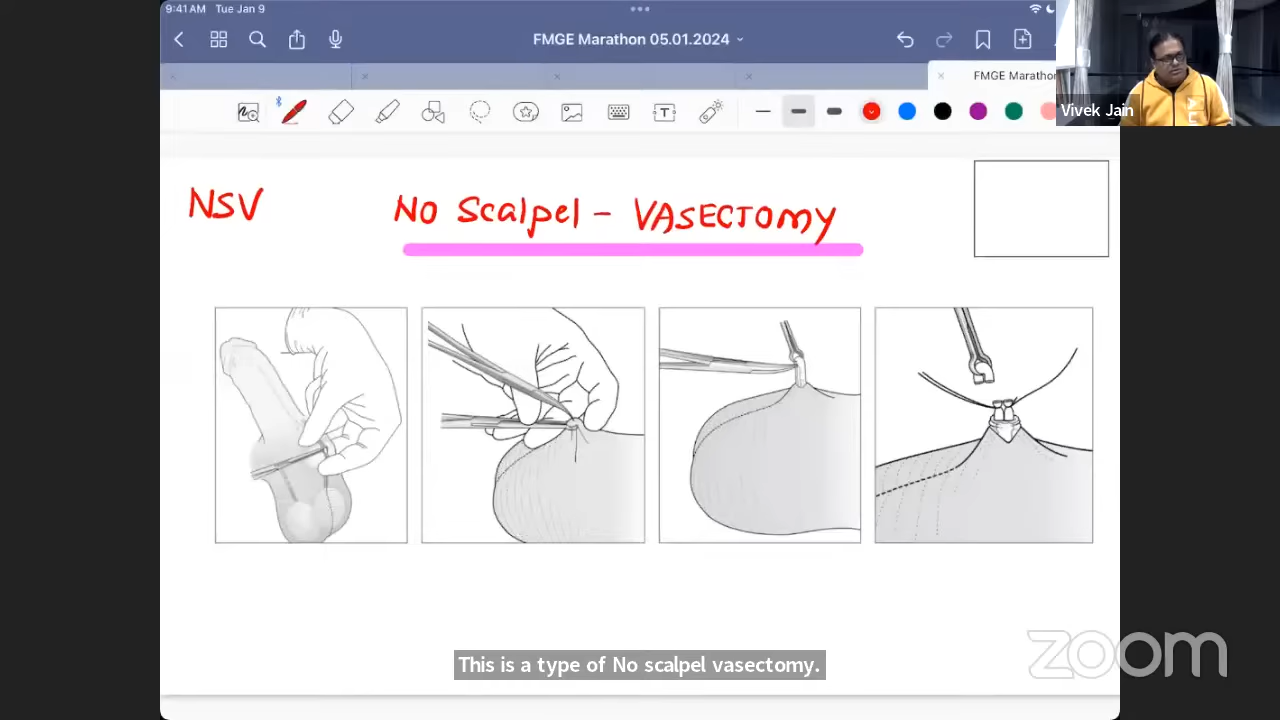 9:41 AM Tue Jan 9
FMGE Marathon 05.01.2024
FMGE Marathon
Vivek Jain
NSV
No Scalpel - VASECTOMY
This is a type of No scalpel vasectomy.
zoom